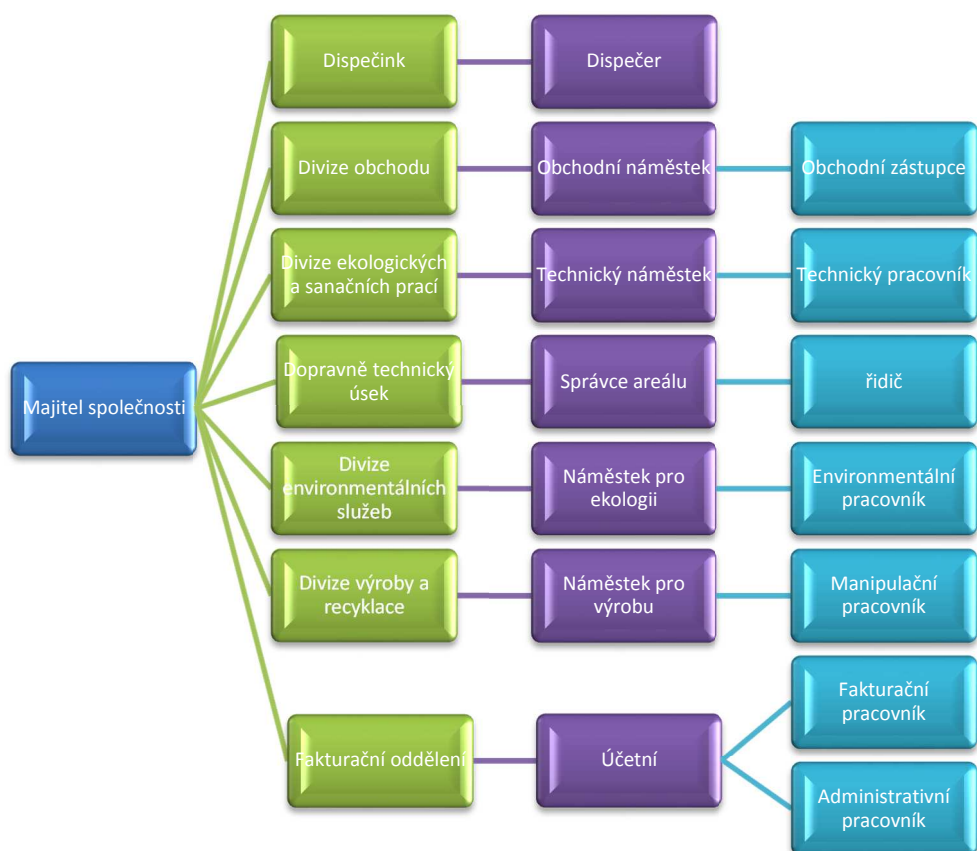 Dispečink
Dispečer
Divize obchodu
Obchodní náměstek
Obchodní zástupce
Divize ekologických
a sanačních prací
Technický náměstek
Technický pracovník
Majitel společnosti
Dopravně technický
úsek
Správce areálu
řidič
Divize
environmentálních
služeb
Náměstek pro
ekologii
Environmentální
pracovník
Divize výroby a
recyklace
Náměstek pro
výrobu
Manipulační
pracovník
Fakturační oddělení
Účetní
Fakturační
pracovník
Administrativní
pracovník